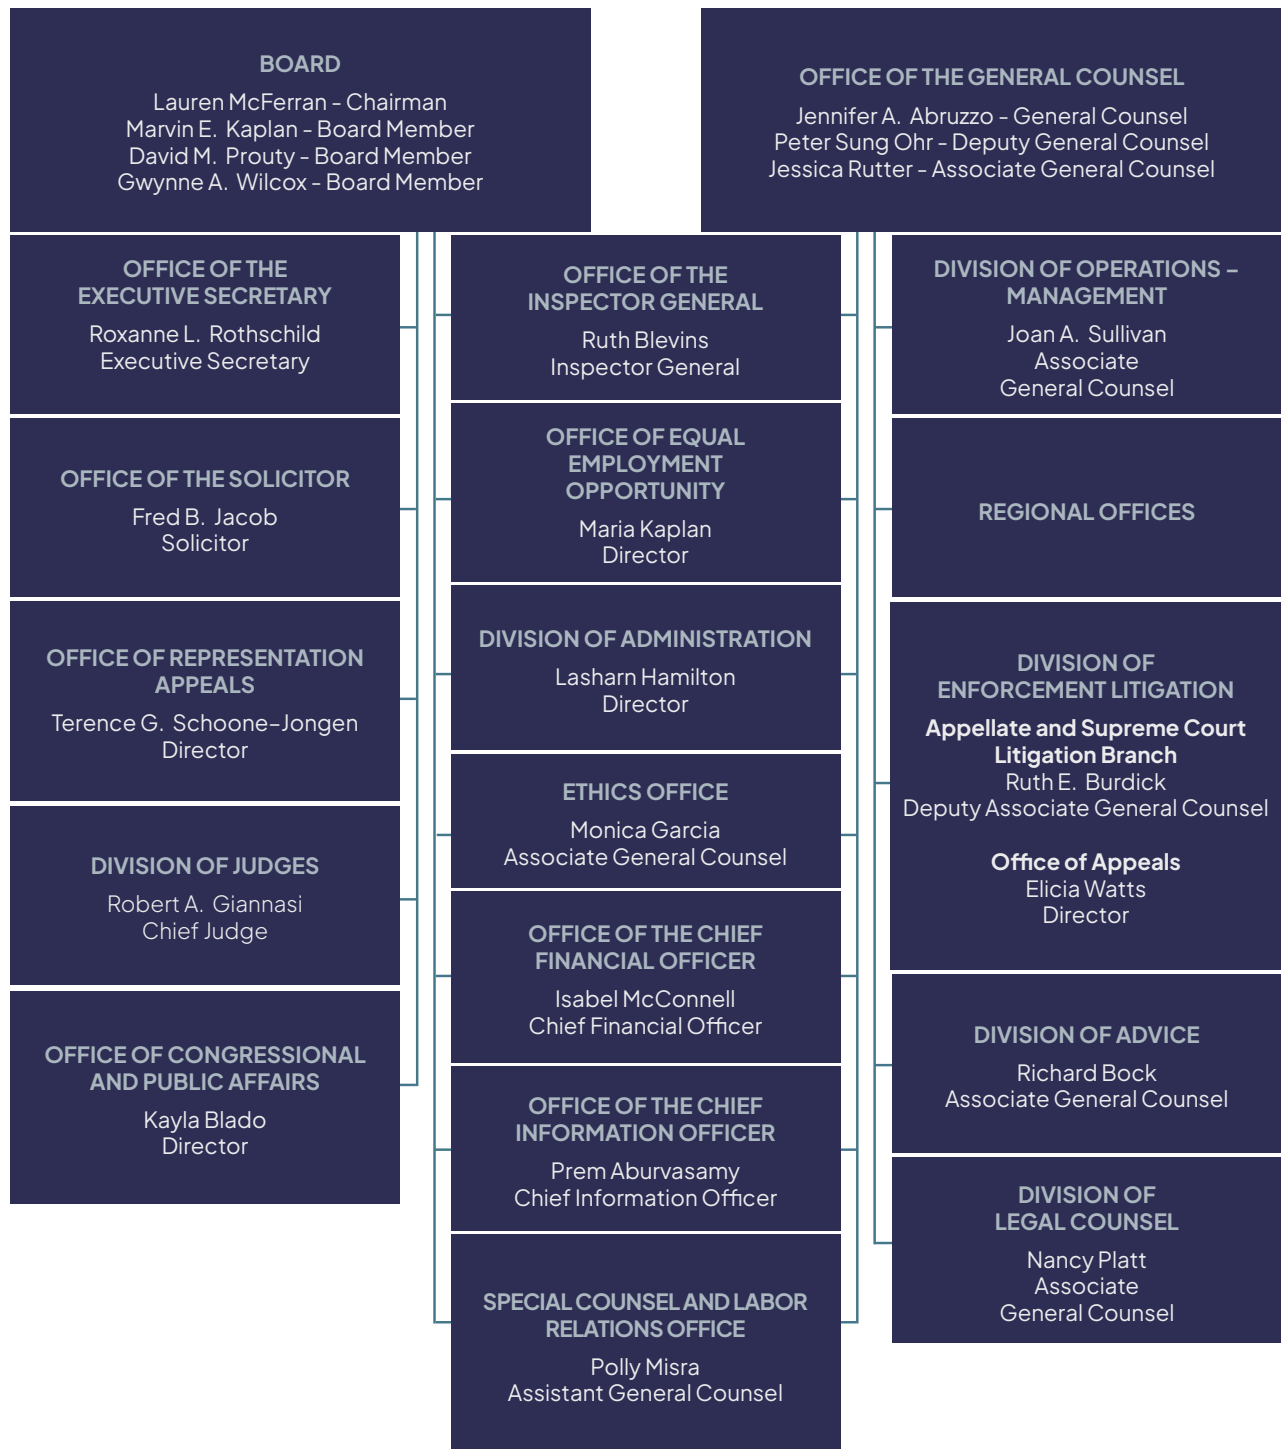 BOARD
Lauren McFerran - Chairman
Marvin E. Kaplan - Board Member
David M. Prouty - Board Member
Gwynne A. Wilcox - Board Member
OFFICE OF THE GENERAL COUNSEL
Jennifer A. Abruzzo - General Counsel
Peter Sung Ohr - Deputy General Counsel
Jessica Rutter - Associate General Counsel
OFFICE OF THE
EXECUTIVE SECRETARY
Roxanne L. Rothschild
Executive Secretary
OFFICE OF THE SOLICITOR
Fred B. Jacob
Solicitor
OFFICE OF REPRESENTATION
APPEALS
Terence G. Schoone-Jongen
Director
DIVISION OF JUDGES
Robert A. Giannasi
Chief Judge
OFFICE OF CONGRESSIONAL
AND PUBLIC AFFAIRS
Kayla Blado
Director
OFFICE OF THE
INSPECTOR GENERAL
Ruth Blevins
Inspector General
OFFICE OF EQUAL
EMPLOYMENT
OPPORTUNITY
Maria Kaplan
Director
DIVISION OF ADMINISTRATION
Lasharn Hamilton
Director
ETHICS OFFICE
Monica Garcia
Associate General Counsel
OFFICE OF THE CHIEF
FINANCIAL OFFICER
Isabel McConnell
Chief Financial Officer
OFFICE OF THE CHIEF
INFORMATION OFFICER
Prem Aburvasamy
Chief Information Officer
SPECIAL COUNSEL AND LABOR
RELATIONS OFFICE
Polly Misra
Assistant General Counsel
DIVISION OF OPERATIONS –
MANAGEMENT
Joan A. Sullivan
Associate
General Counsel
REGIONAL OFFICES
DIVISION OF
ENFORCEMENT LITIGATION
Appellate and Supreme Court
Litigation Branch
Ruth E. Burdick
Deputy Associate General Counsel
Office of Appeals
Elicia Watts
Director
DIVISION OF ADVICE
Richard Bock
Associate General Counsel
DIVISION OF
LEGAL COUNSEL
Nancy Platt
Associate
General Counsel